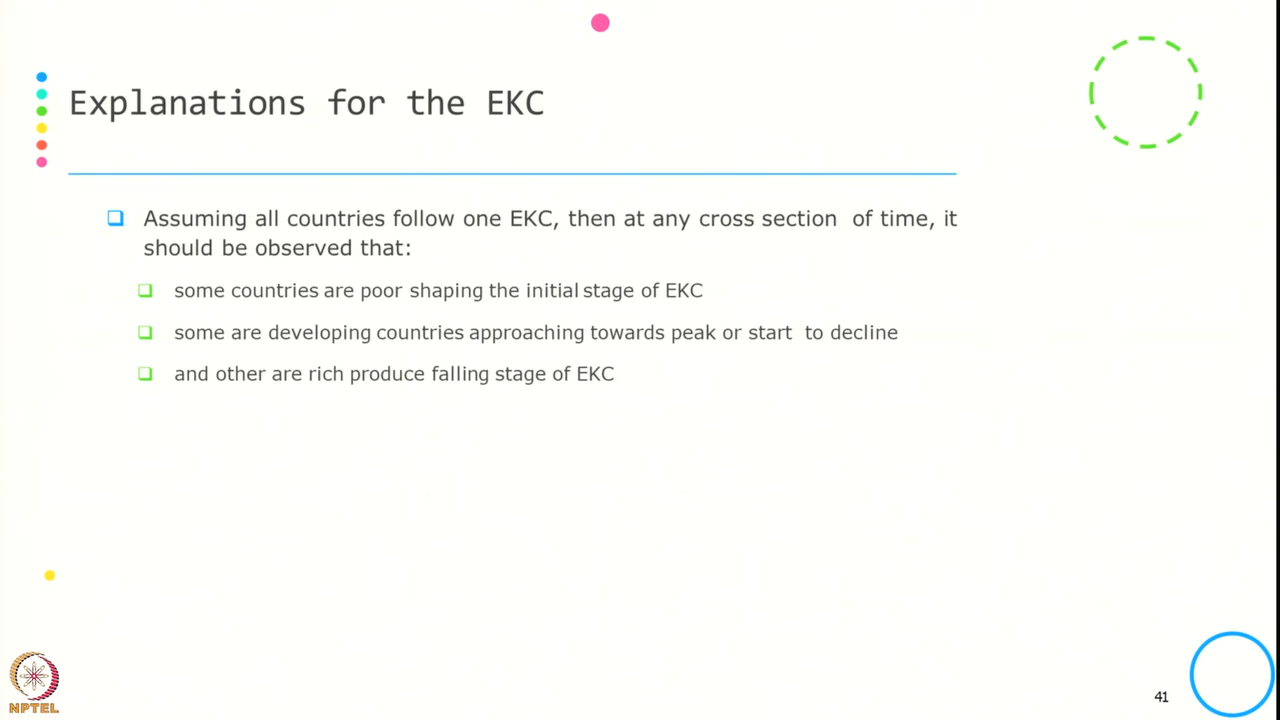 Explanations for the EKC
Assuming all countries follow one EKC, then at any cross section of time, it
should be observed that:
some countries are poor shaping the initial stage of EKC
some are developing countries approaching towards peak or start to decline
and other are rich produce falling stage of EKC
NPTEL
41